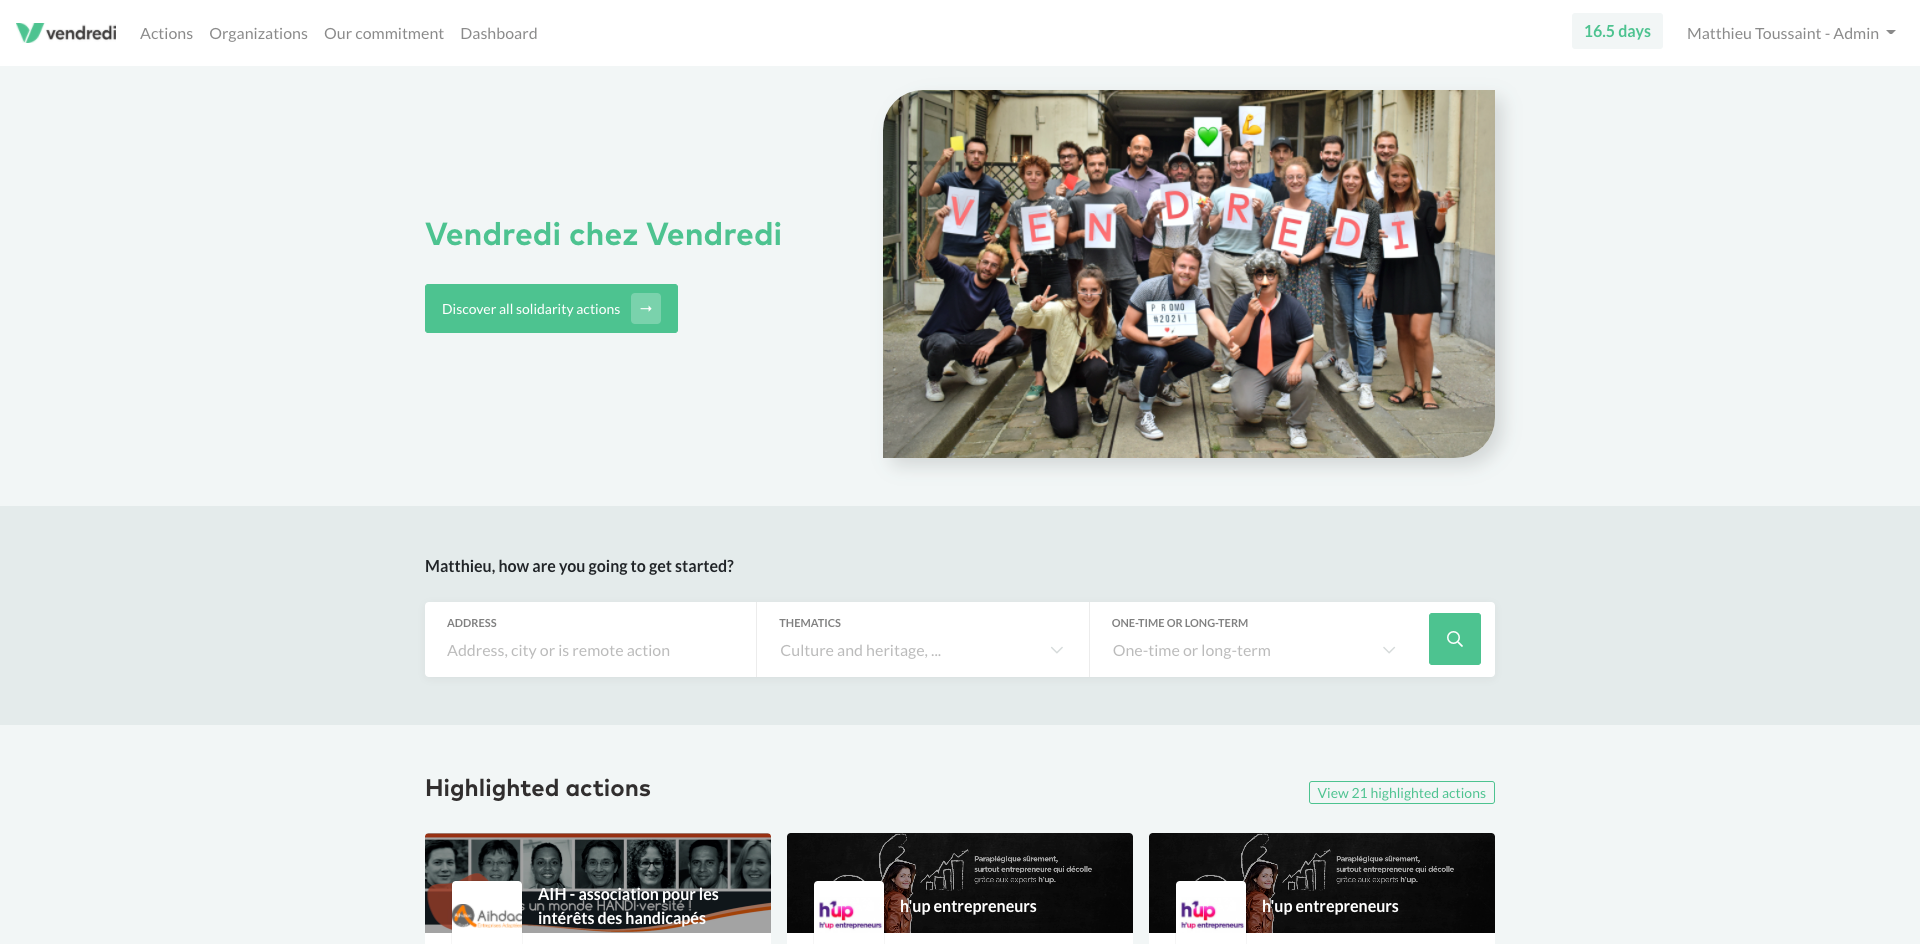 vendredi
Actions
Organizations
Our commitment
Dashboard
16.5 days
Matthieu Toussaint - Admin
V E N D R E D I
PROMO
#2021!
Vendredi chez Vendredi
Discover all solidarity actions →
Matthieu, how are you going to get started?
ADDRESS
Address, city or is remote action
THEMATICS
Culture and heritage, ...
ONE-TIME OR LONG-TERM
One-time or long-term
Highlighted actions
View 21 highlighted actions
AIH - association pour les
intérêts des handicapés
s un monde HANDI-versité !
Aihdac
Paraplégique sûrement,
surtout entrepreneur qui décolle
grâce aux experts h'up.
h'up
h'up entrepreneurs
h'up entrepreneurs
Paraplégique sûrement,
surtout entrepreneur qui décolle
grâce aux experts h'up.
h'up
h'up entrepreneurs
h'up entrepreneurs